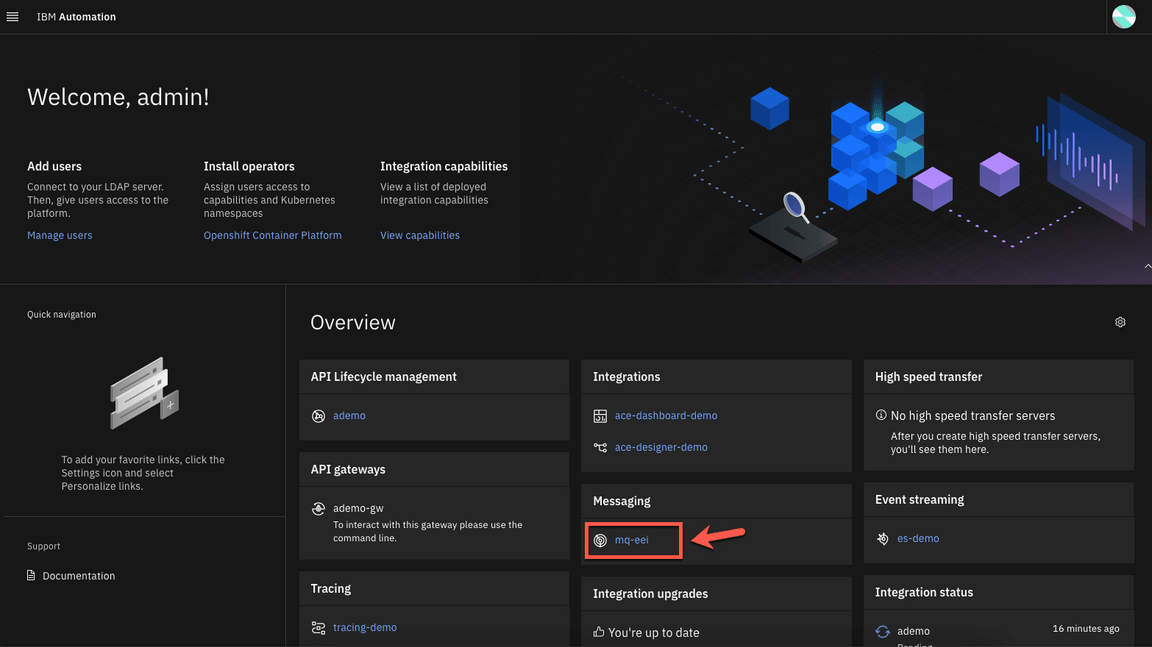 IBM Automation
Welcome, admin!
Add users
Connect to your LDAP server.
Then, give users access to the
platform.
Manage users
Install operators
Assign users access to
capabilities and Kubernetes
namespaces
Openshift Container Platform
Integration capabilities
View a list of deployed
integration capabilities
View capabilities
Quick navigation
To add your favorite links, click the
Settings icon and select
Personalize links.
Support
Documentation
Overview
API Lifecycle management
ademo
API gateways
ademo-gw
To interact with this gateway please use the
command line.
Tracing
tracing-demo
Integrations
ace-dashboard-demo
ace-designer-demo
Messaging
mq-eei
Integration upgrades
You're up to date
High speed transfer
No high speed transfer servers
After you create high speed transfer servers,
you'll see them here.
Event streaming
es-demo
Integration status
ademo
16 minutes ago
Pending